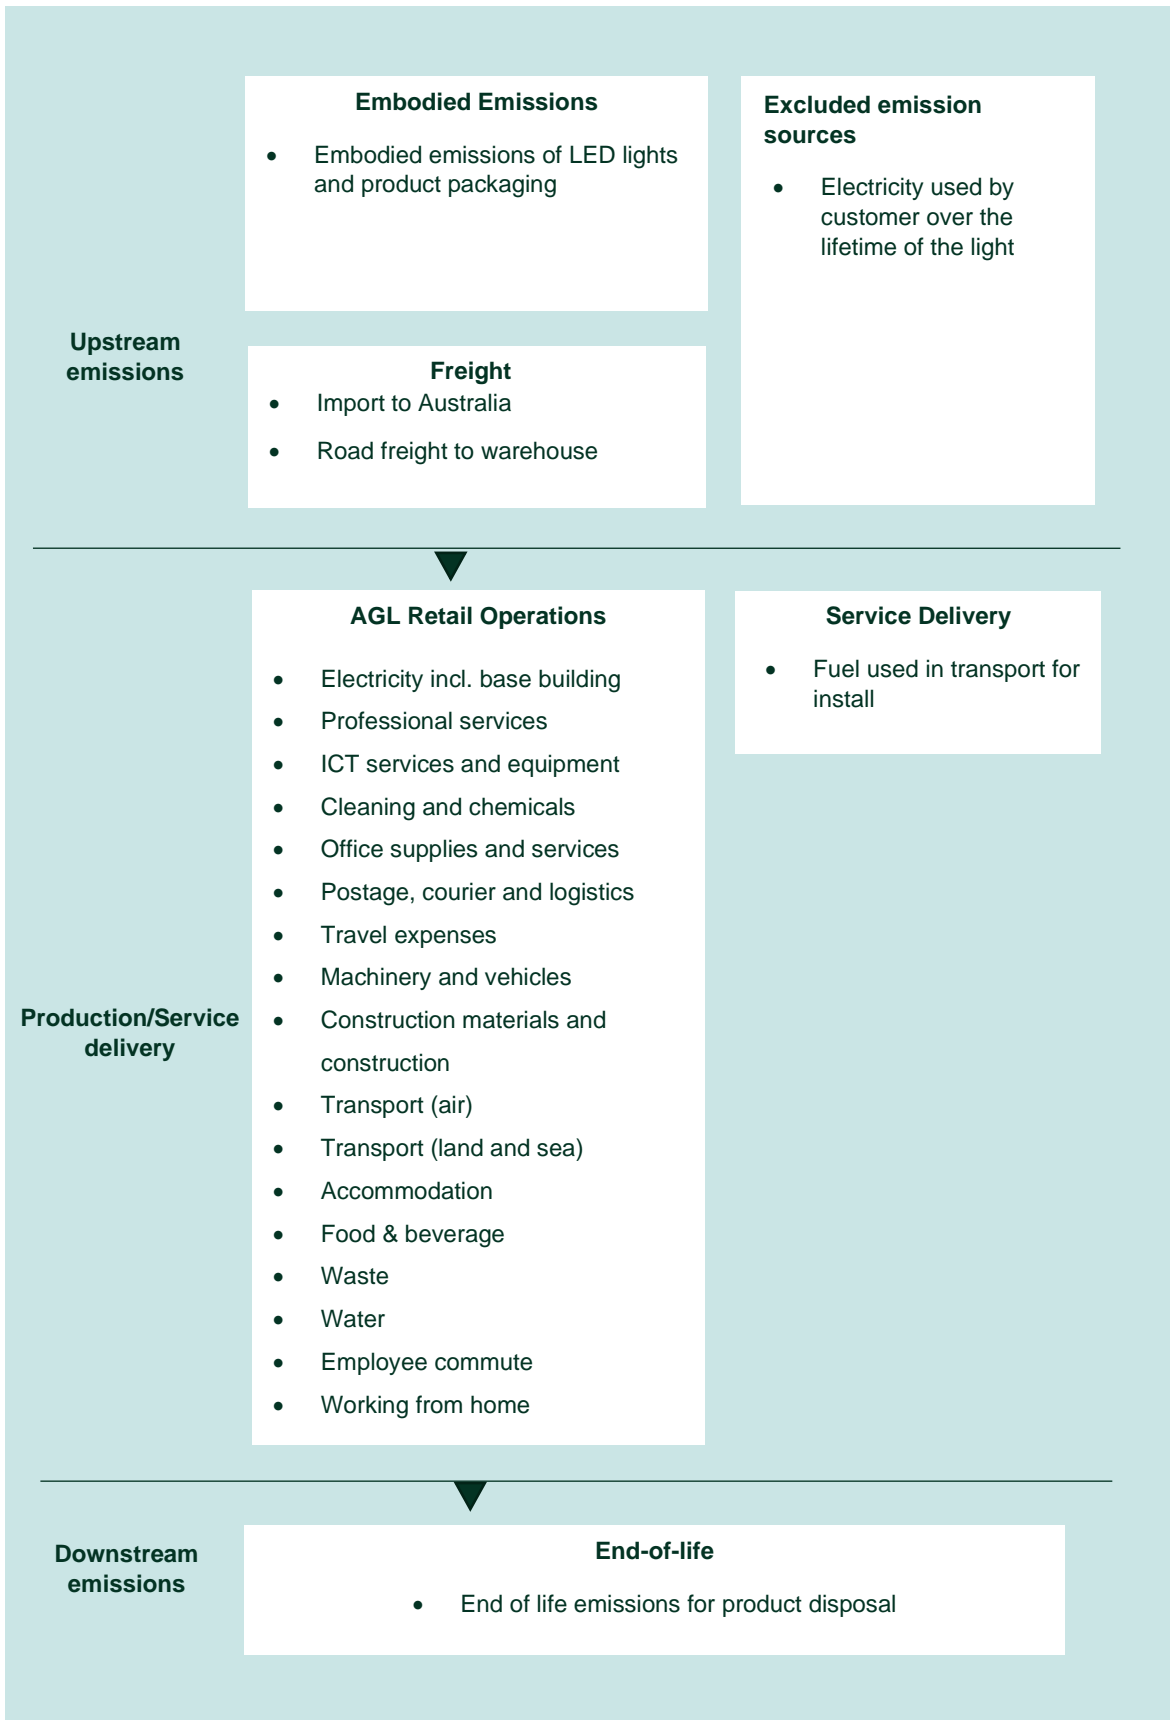 Embodied Emissions
• Embodied emissions of LED lights
and product packaging
Excluded emission
sources
• Electricity used by
customer over the
lifetime of the light
Upstream
emissions
Freight
• Import to Australia
• Road freight to warehouse
AGL Retail Operations
• Electricity incl. base building
• Professional services
• ICT services and equipment
• Cleaning and chemicals
• Office supplies and services
• Postage, courier and logistics
• Travel expenses
• Machinery and vehicles
• Construction materials and
construction
• Transport (air)
• Transport (land and sea)
• Accommodation
• Food & beverage
• Waste
• Water
• Employee commute
• Working from home
Service Delivery
• Fuel used in transport for
install
Production/Service
delivery
Downstream
emissions
End-of-life
• End of life emissions for product disposal